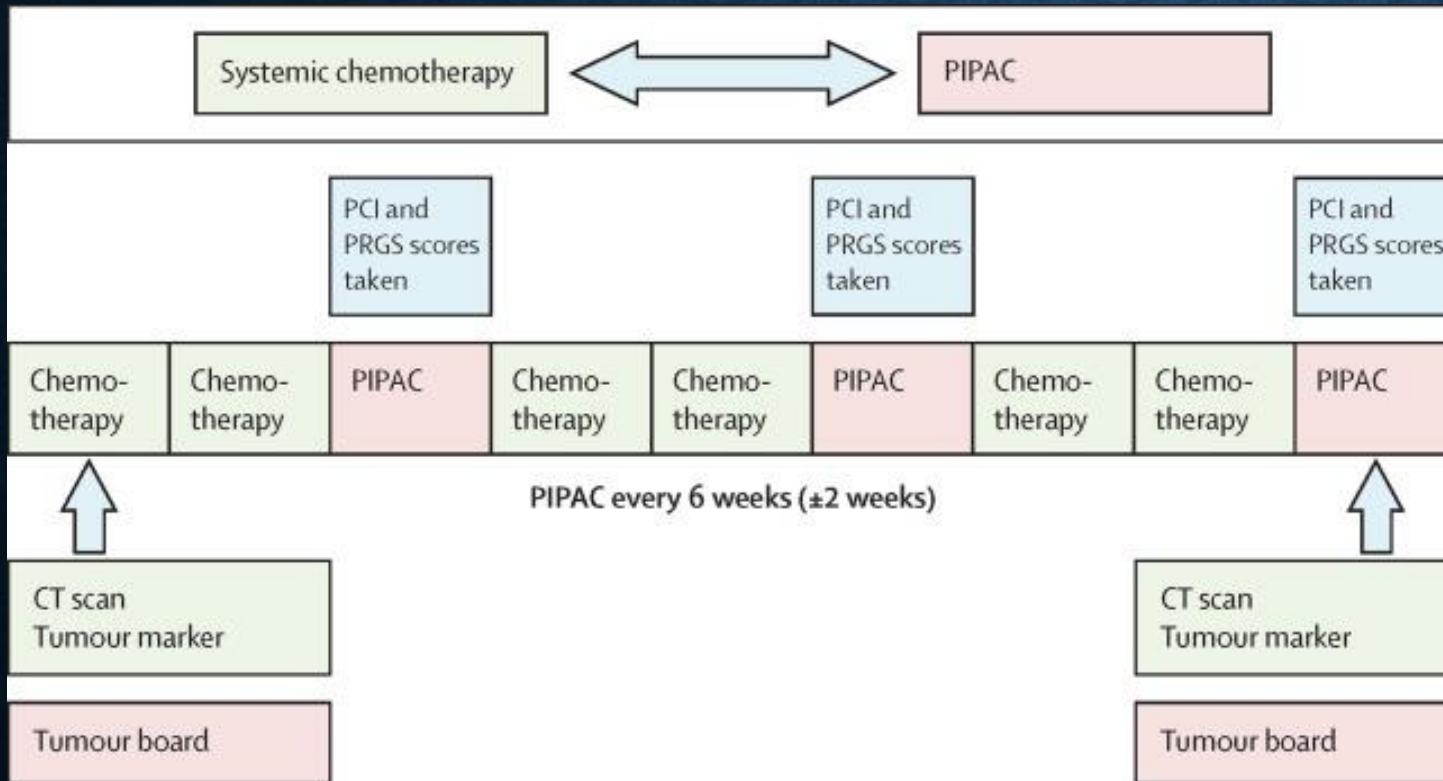 Systemic chemotherapy
PIPAC
PCI and
PRGS scores
taken
PCI and
PRGS scores
taken
PCI and
PRGS scores
taken
Chemo-
therapy
Chemo-
therapy
PIPAC
Chemo-
therapy
Chemo-
therapy
PIPAC
Chemo-
therapy
Chemo-
therapy
PIPAC
PIPAC every 6 weeks (±2 weeks)
CT scan
Tumour marker
CT scan
Tumour marker
Tumour board
Tumour board